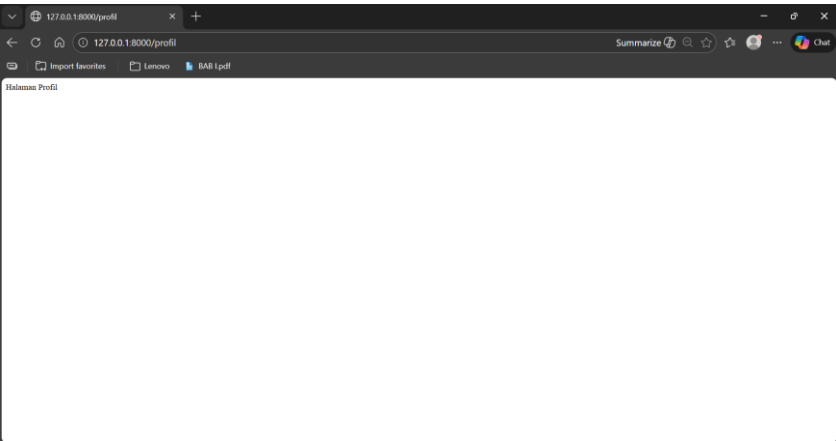 127.0.0.1:8000/profil
127.0.0.1:8000/profil
Summarize
Chat
Import favorites
Lenovo
BAB I.pdf
Halaman Profil